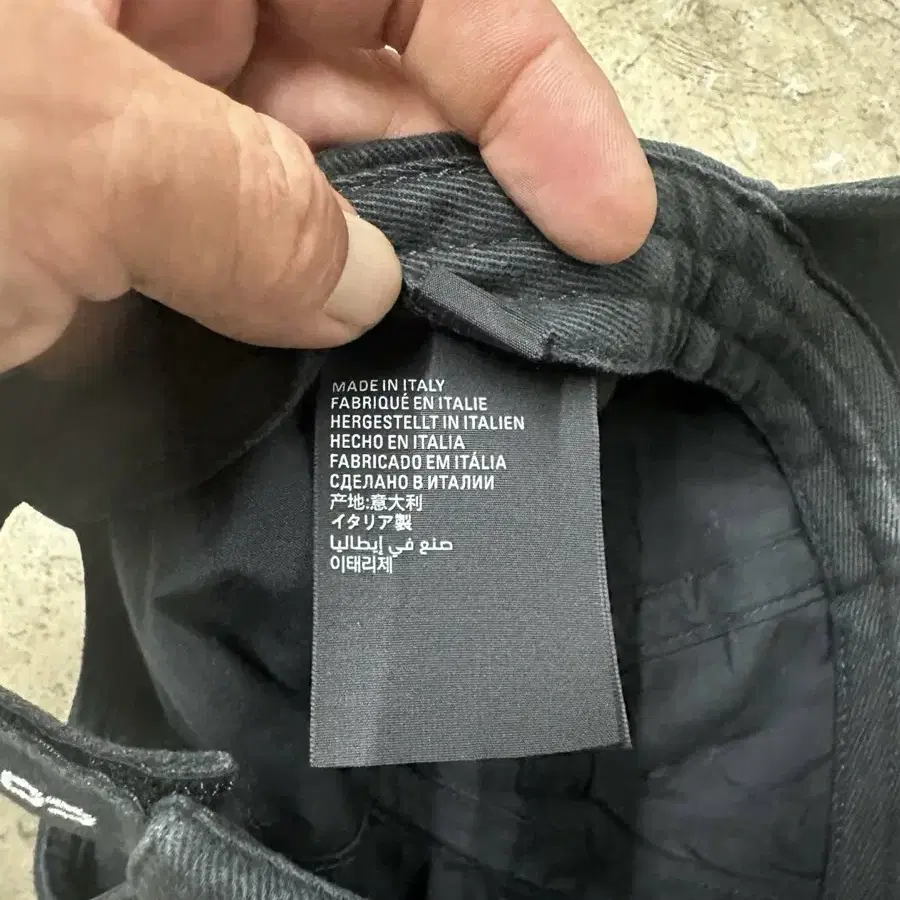 MADE IN ITALY
FABRIQUÉ EN ITALIE
HERGESTELLT IN ITALIEN
HECHO EN ITALIA
FABRICADO EM ITÁLIA
СДЕЛАНО В ИТАЛИИ
产地:意大利
イタリア製
صنع في إيطاليا
이태리제